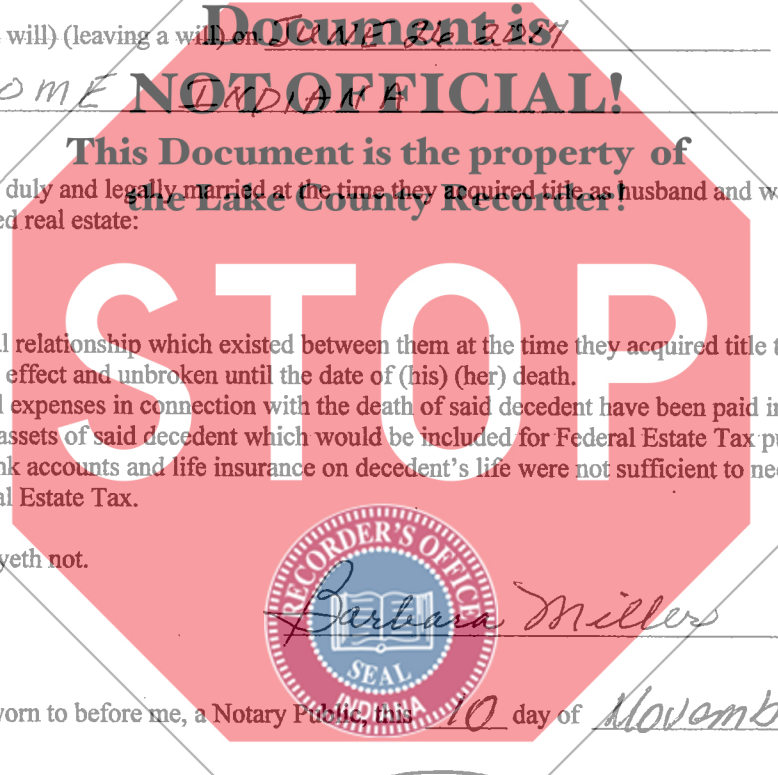 will) (leaving a will) on JUNE 26 2017
Document is
OME INDIANA
NOT OFFICIAL!
This Document is the property of
duly and legally married at the time they acquired title as husband and w
the Lake County Recorder!
ed real estate:
STOP
l relationship which existed between them at the time they acquired title t
effect and unbroken until the date of (his) (her) death.
l expenses in connection with the death of said decedent have been paid in
assets of said decedent which would be included for Federal Estate Tax pu
nk accounts and life insurance on decedent's life were not sufficient to nec
al Estate Tax.
yeth not.
RECORDER'S OFFICE
Barbara Miller
SEAL
INDIANA
vorn to before me, a Notary Public, this 10 day of Novemb